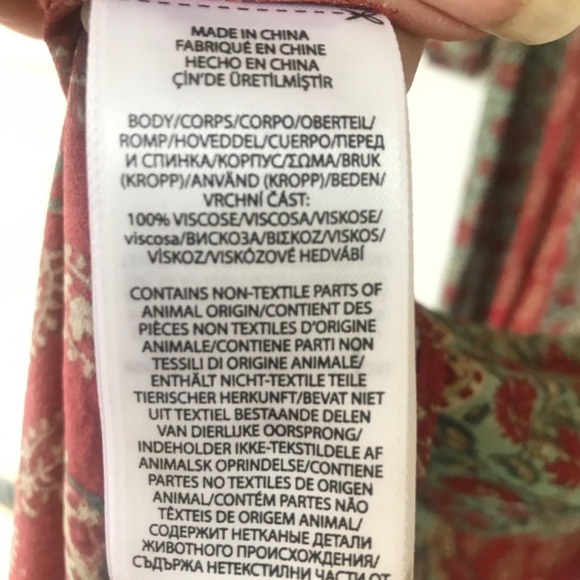 MADE IN CHINA
FABRIQUÉ EN CHINE
HECHO EN CHINA
ÇİN'DE ÜRETİLMİŞTİR
BODY/CORPS/CORPO/OBERTEIL/
ROMP/HOVEDDEL/CUERPO/ПЕРЕД
И СПИНКА/КОРПУС/ΣΩΜΑ/BRUK
(KROPP)/ANVÄND (KROPP)/BEDEN/
VRCHNÍ ČÁST:
100% VISCOSE/VISCOSA/VISKOSE/
viscosa/ВИСКОЗА/ΒΙΣΚΟΖ/VISKOS/
VİSKOZ/VISKÓZOVÉ HEDVÁBÍ
CONTAINS NON-TEXTILE PARTS OF
ANIMAL ORIGIN/CONTIENT DES
PIÈCES NON TEXTILES D'ORIGINE
ANIMALE/CONTIENE PARTI NON
TESSILI DI ORIGINE ANIMALE/
ENTHÄLT NICHT-TEXTILE TEILE
TIERISCHER HERKUNFT/BEVAT NIET
UIT TEXTIEL BESTAANDE DELEN
VAN DIERLIJKE OORSPRONG/
INDEHOLDER IKKE-TEKSTILDELE AF
ANIMALSK OPRINDELSE/CONTIENE
PARTES NO TEXTILES DE ORIGEN
ANIMAL/CONTÉM PARTES NÃO
TÊXTEIS DE ORIGEM ANIMAL/
СОДЕРЖИТ НЕТКАНЫЕ ДЕТАЛИ
ЖИВОТНОГО ПРОИСХОЖДЕНИЯ/
СЪДЪРЖА НЕТЕКСТИЛНИ ЧАСТИ ОТ